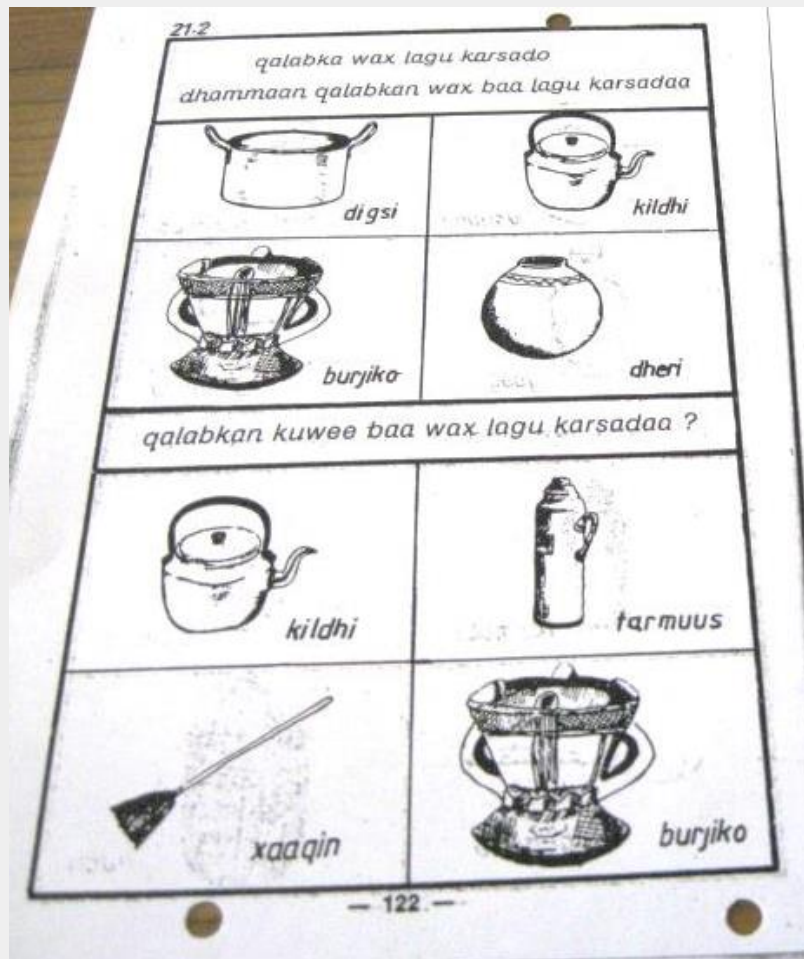 21.2
qalabka wax lagu karsado
dhammaan qalabkan wax baa lagu karsadaa
digsi
kildhi
burjiko
dheri
qalabkan kuwee baa wax lagu karsadaa ?
kildhi
tarmuus
xaaqin
burjiko
— 122 —